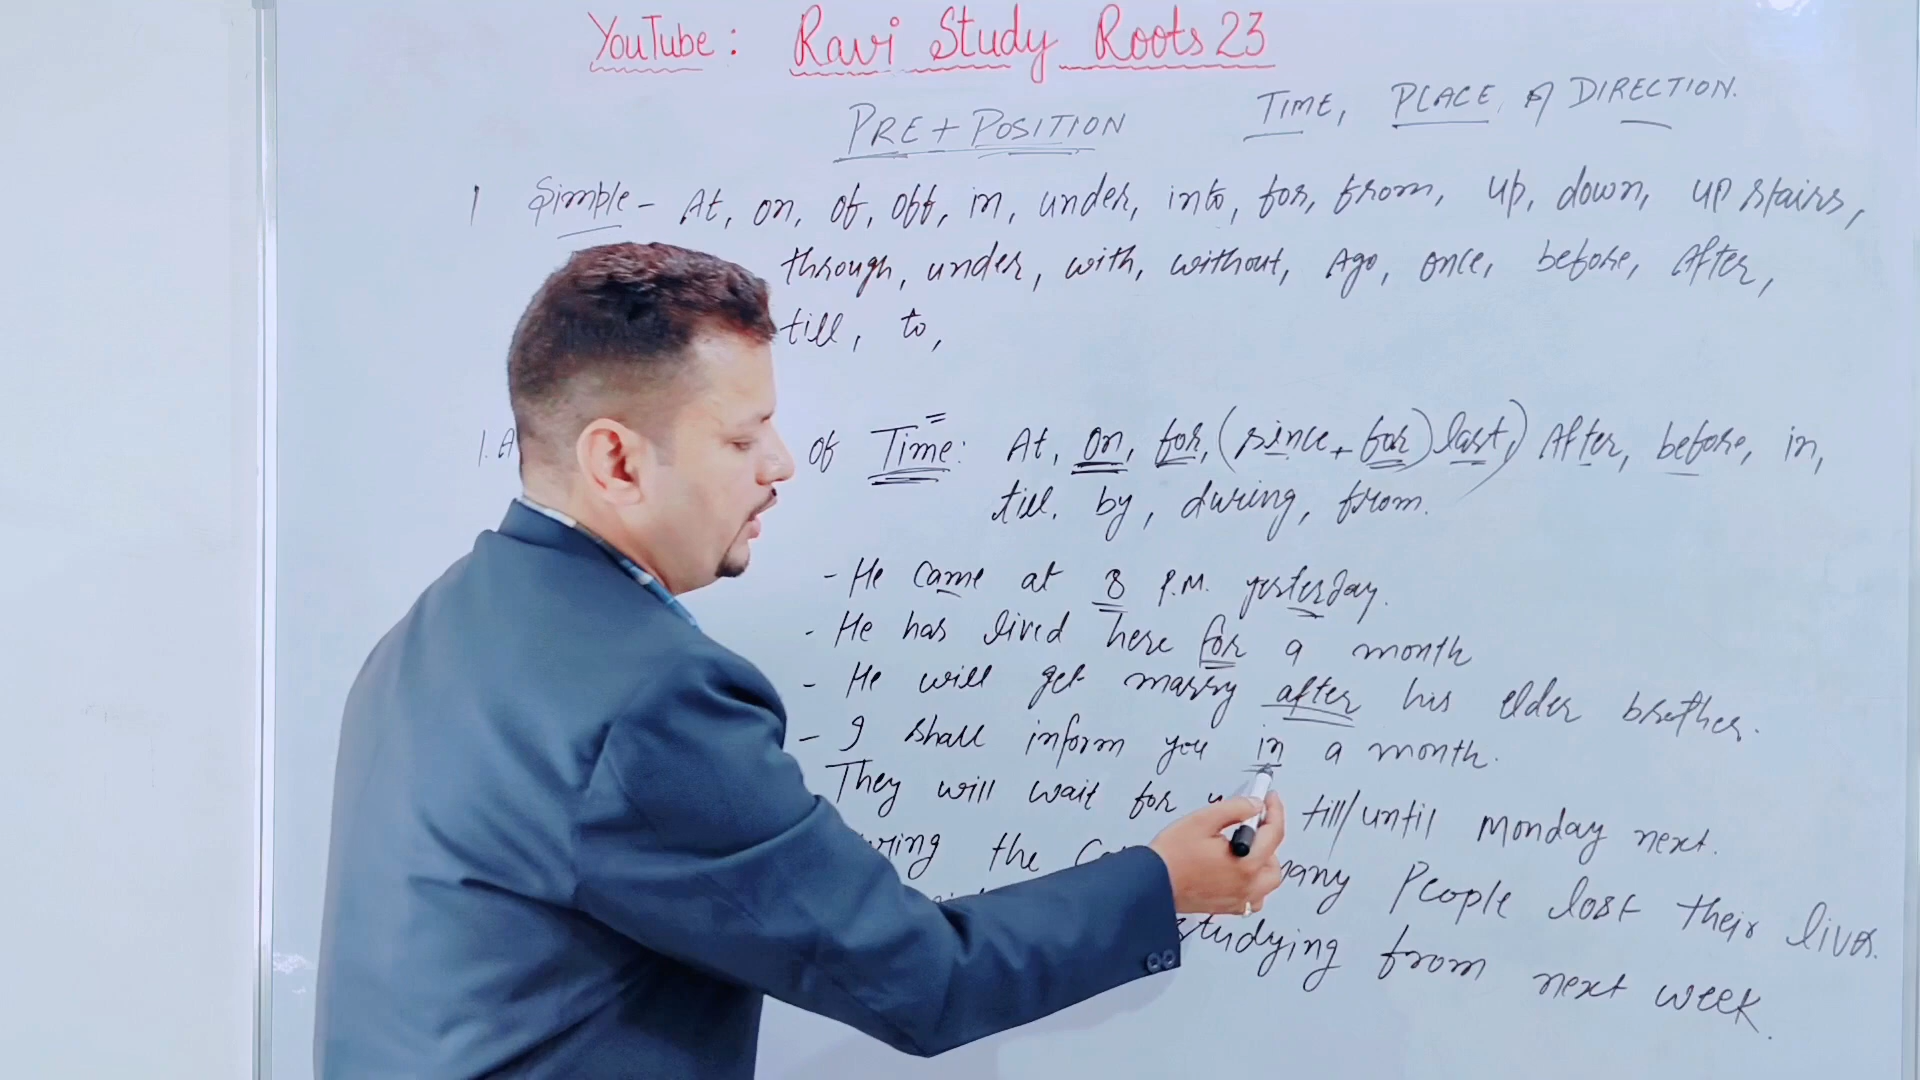 YouTube: Ravi Study Roots 23
PRE + POSITION TIME, PLACE, & DIRECTION.
1 Simple - At, on, of, off, in, under, into, for, from, up, down, up stairs,
through, under, with, without, Ago, once, before, After,
till, to,
1. A of Time: At, on, for, (since + for) last,) After, before, in,
till, by, during, from.
- He came at 8 P.M. yesterday.
- He has lived here for a month
- He will get marry after his elder brother.
- I shall inform you in a month.
They will wait for till/until Monday next.
the many People lost their lives.
studying from next week.